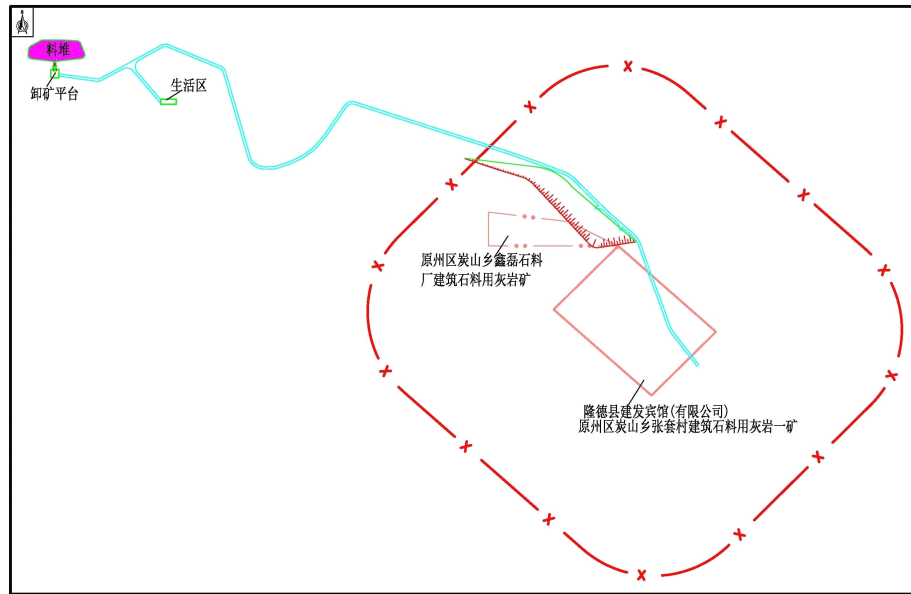 料堆
卸矿平台
生活区
原州区炭山乡鑫磊石料
厂建筑石料用灰岩矿
隆德县建发宾馆(有限公司)
原州区炭山乡张套村建筑石料用灰岩一矿